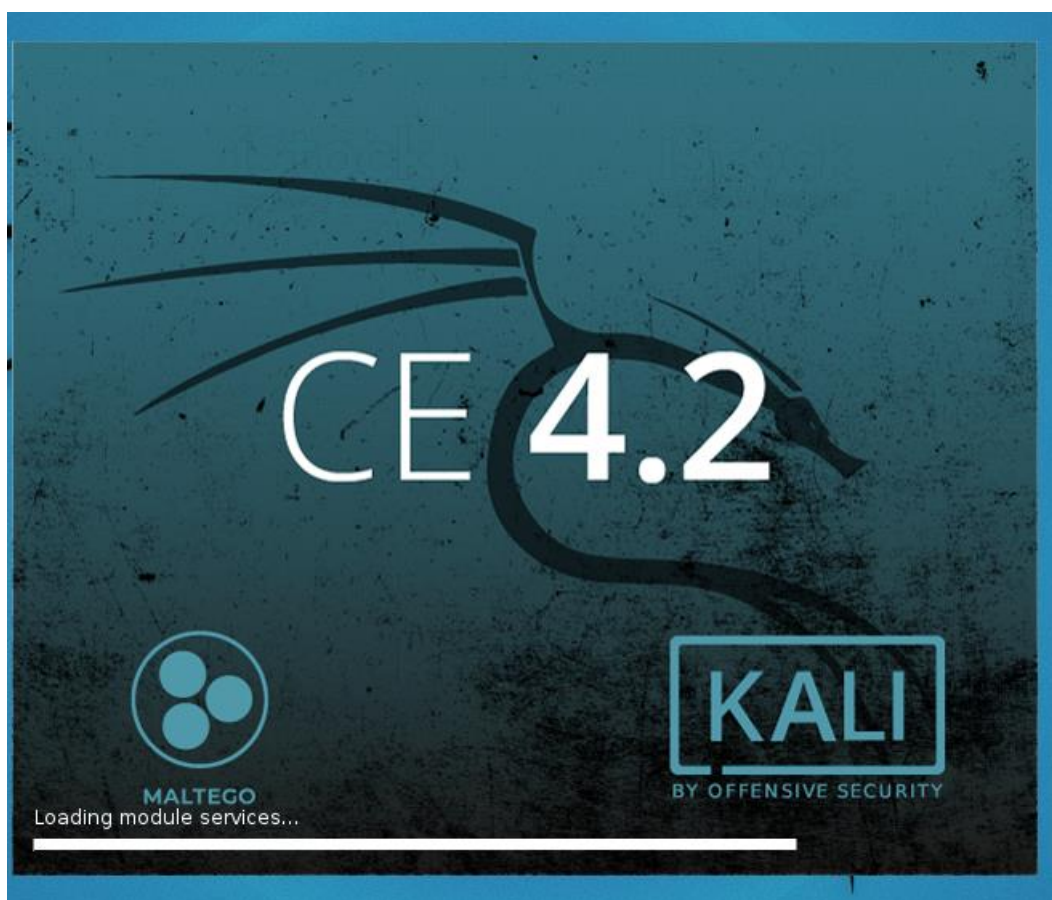 CE 4.2
KALI
BY OFFENSIVE SECURITY
MALTEGO
Loading module services...